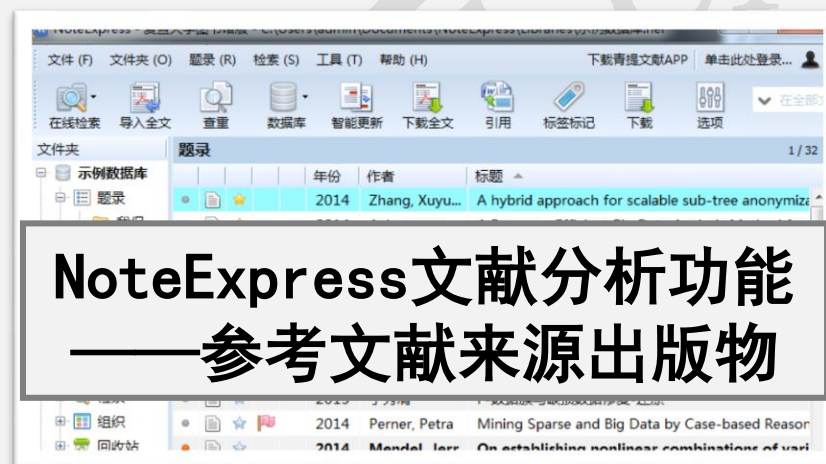 NoteExpress - 复旦大学图书馆版 - C:\Users\admin\Documents\NoteExpress\Libraries\示例数据库.nel
文件 (F) 文件夹 (O) 题录 (R) 检索 (S) 工具 (T) 帮助 (H) 下载青提文献APP 单击此处登录...
在线检索 导入全文 查重 数据库 智能更新 下载全文 引用 标签标记 下载 选项 在全部
文件夹 题录 1 / 32
示例数据库 年份 作者 标题
题录 2014 Zhang, Xuyu... A hybrid approach for scalable sub-tree anonymiza
NoteExpress文献分析功能
——参考文献来源出版物
组织 2014 Perner, Petra Mining Sparse and Big Data by Case-based Reason
回收站 2014 Mendel, Jerr On establishing nonlinear combinations of vari